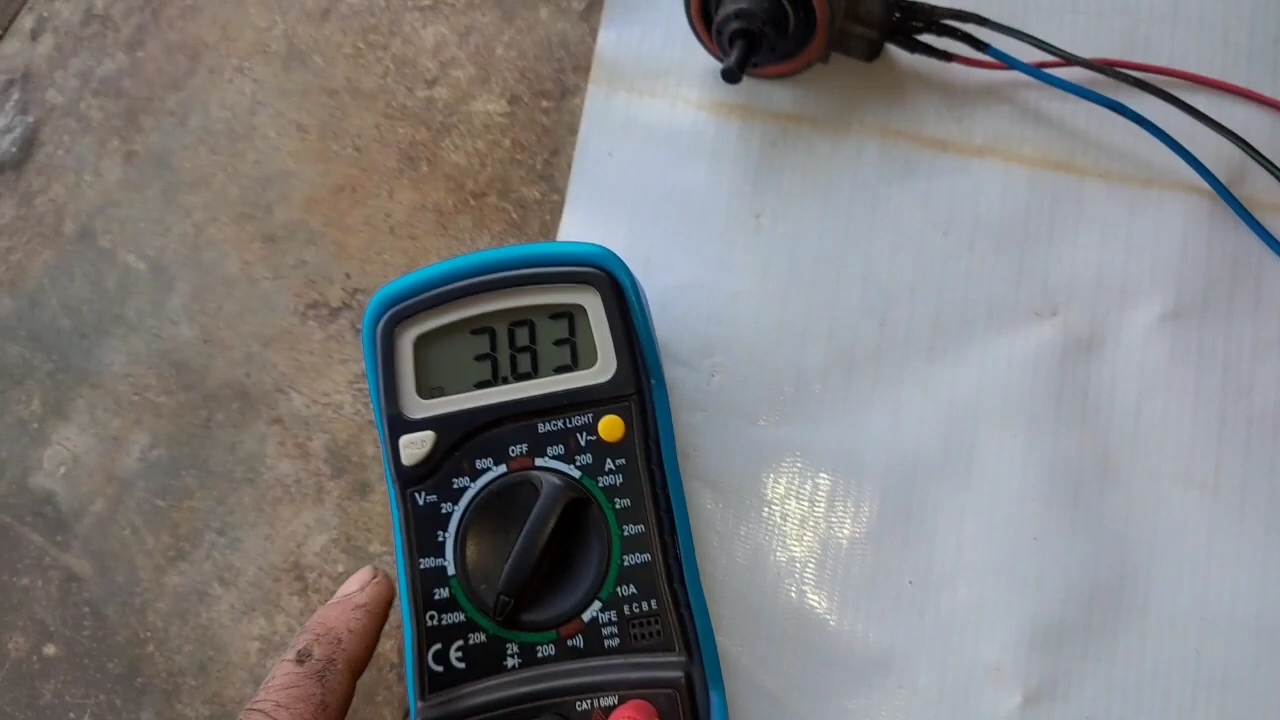 3.83
HOLD
BACK LIGHT
OFF
600
V~
200
A⎓
200µ
2m
20m
200m
10A
hFE
E C B E
NPN
PNP
600
200
V⎓
20
2
200m
2M
Ω
200k
20k
2k
200
CE
CAT II 600V